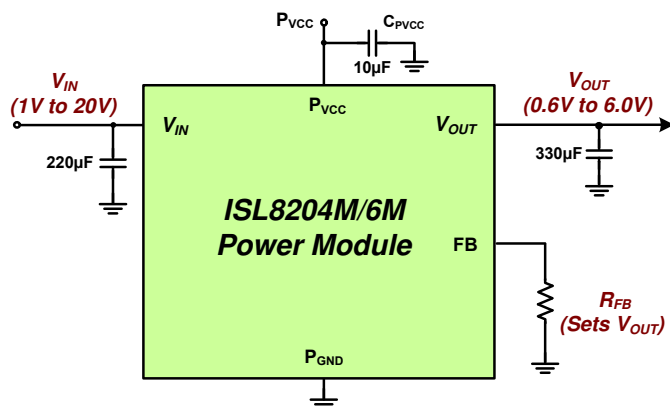 PVCC
CPVCC
10µF
VIN
(1V to 20V)
VOUT
(0.6V to 6.0V)
PVCC
VIN
VOUT
220µF
330µF
ISL8204M/6M
Power Module
FB
RFB
(Sets VOUT)
PGND